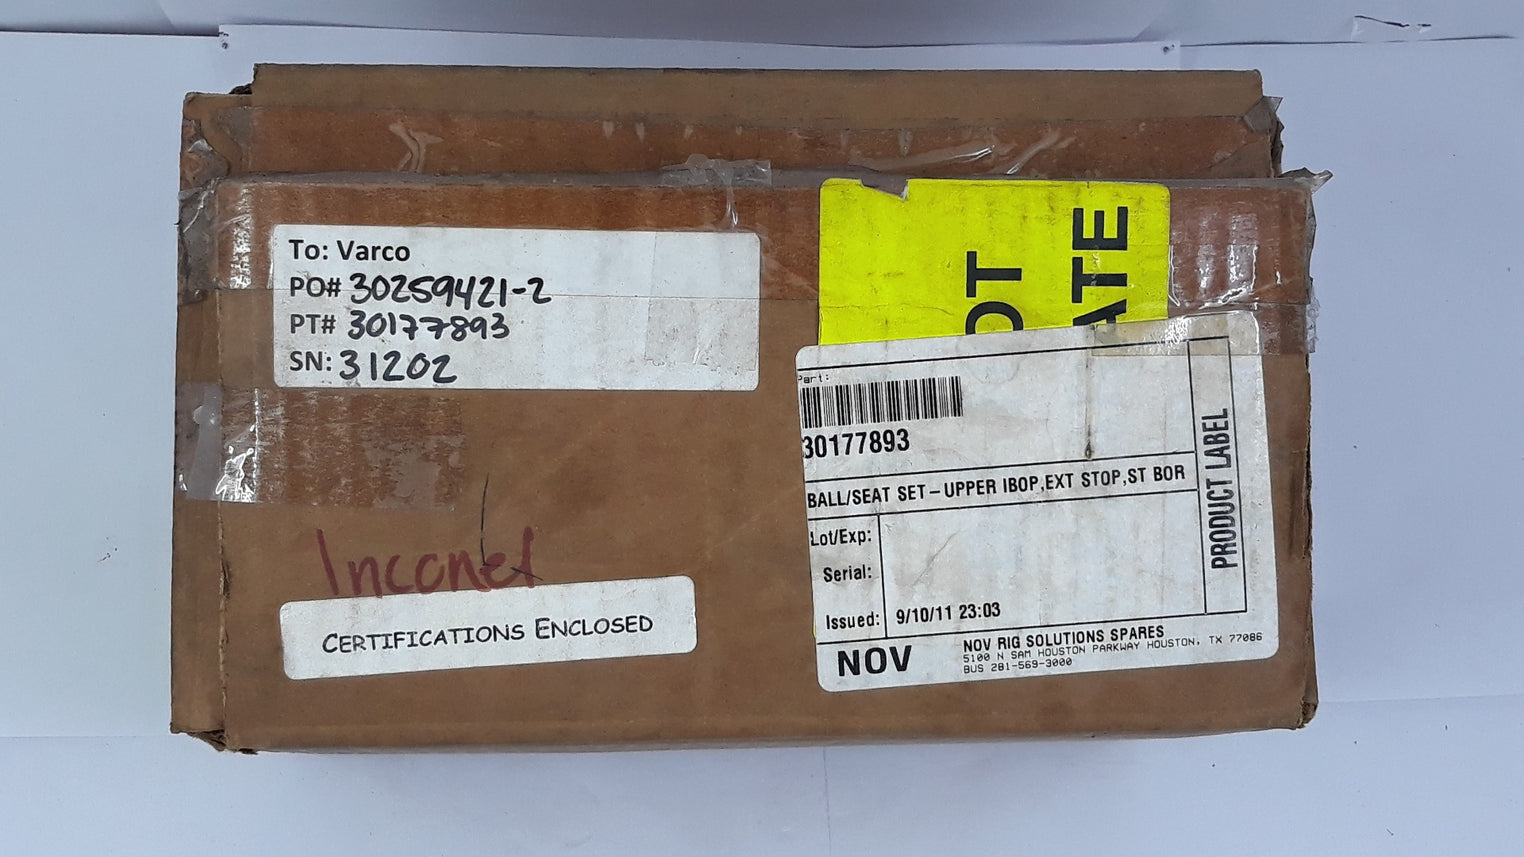 To: Varco
PO# 30259421-2
PT# 30177893
SN: 31202
OT
ATE
Part:
30177893
BALL/SEAT SET-UPPER IBOP,EXT STOP,ST BOR
Lot/Exp:
Serial:
Issued: 9/10/11 23:03
PRODUCT LABEL
NOV
NOV RIG SOLUTIONS SPARES
5100 N SAM HOUSTON PARKWAY HOUSTON, TX 77086
BUS 281-569-3000
Inconel
CERTIFICATIONS ENCLOSED